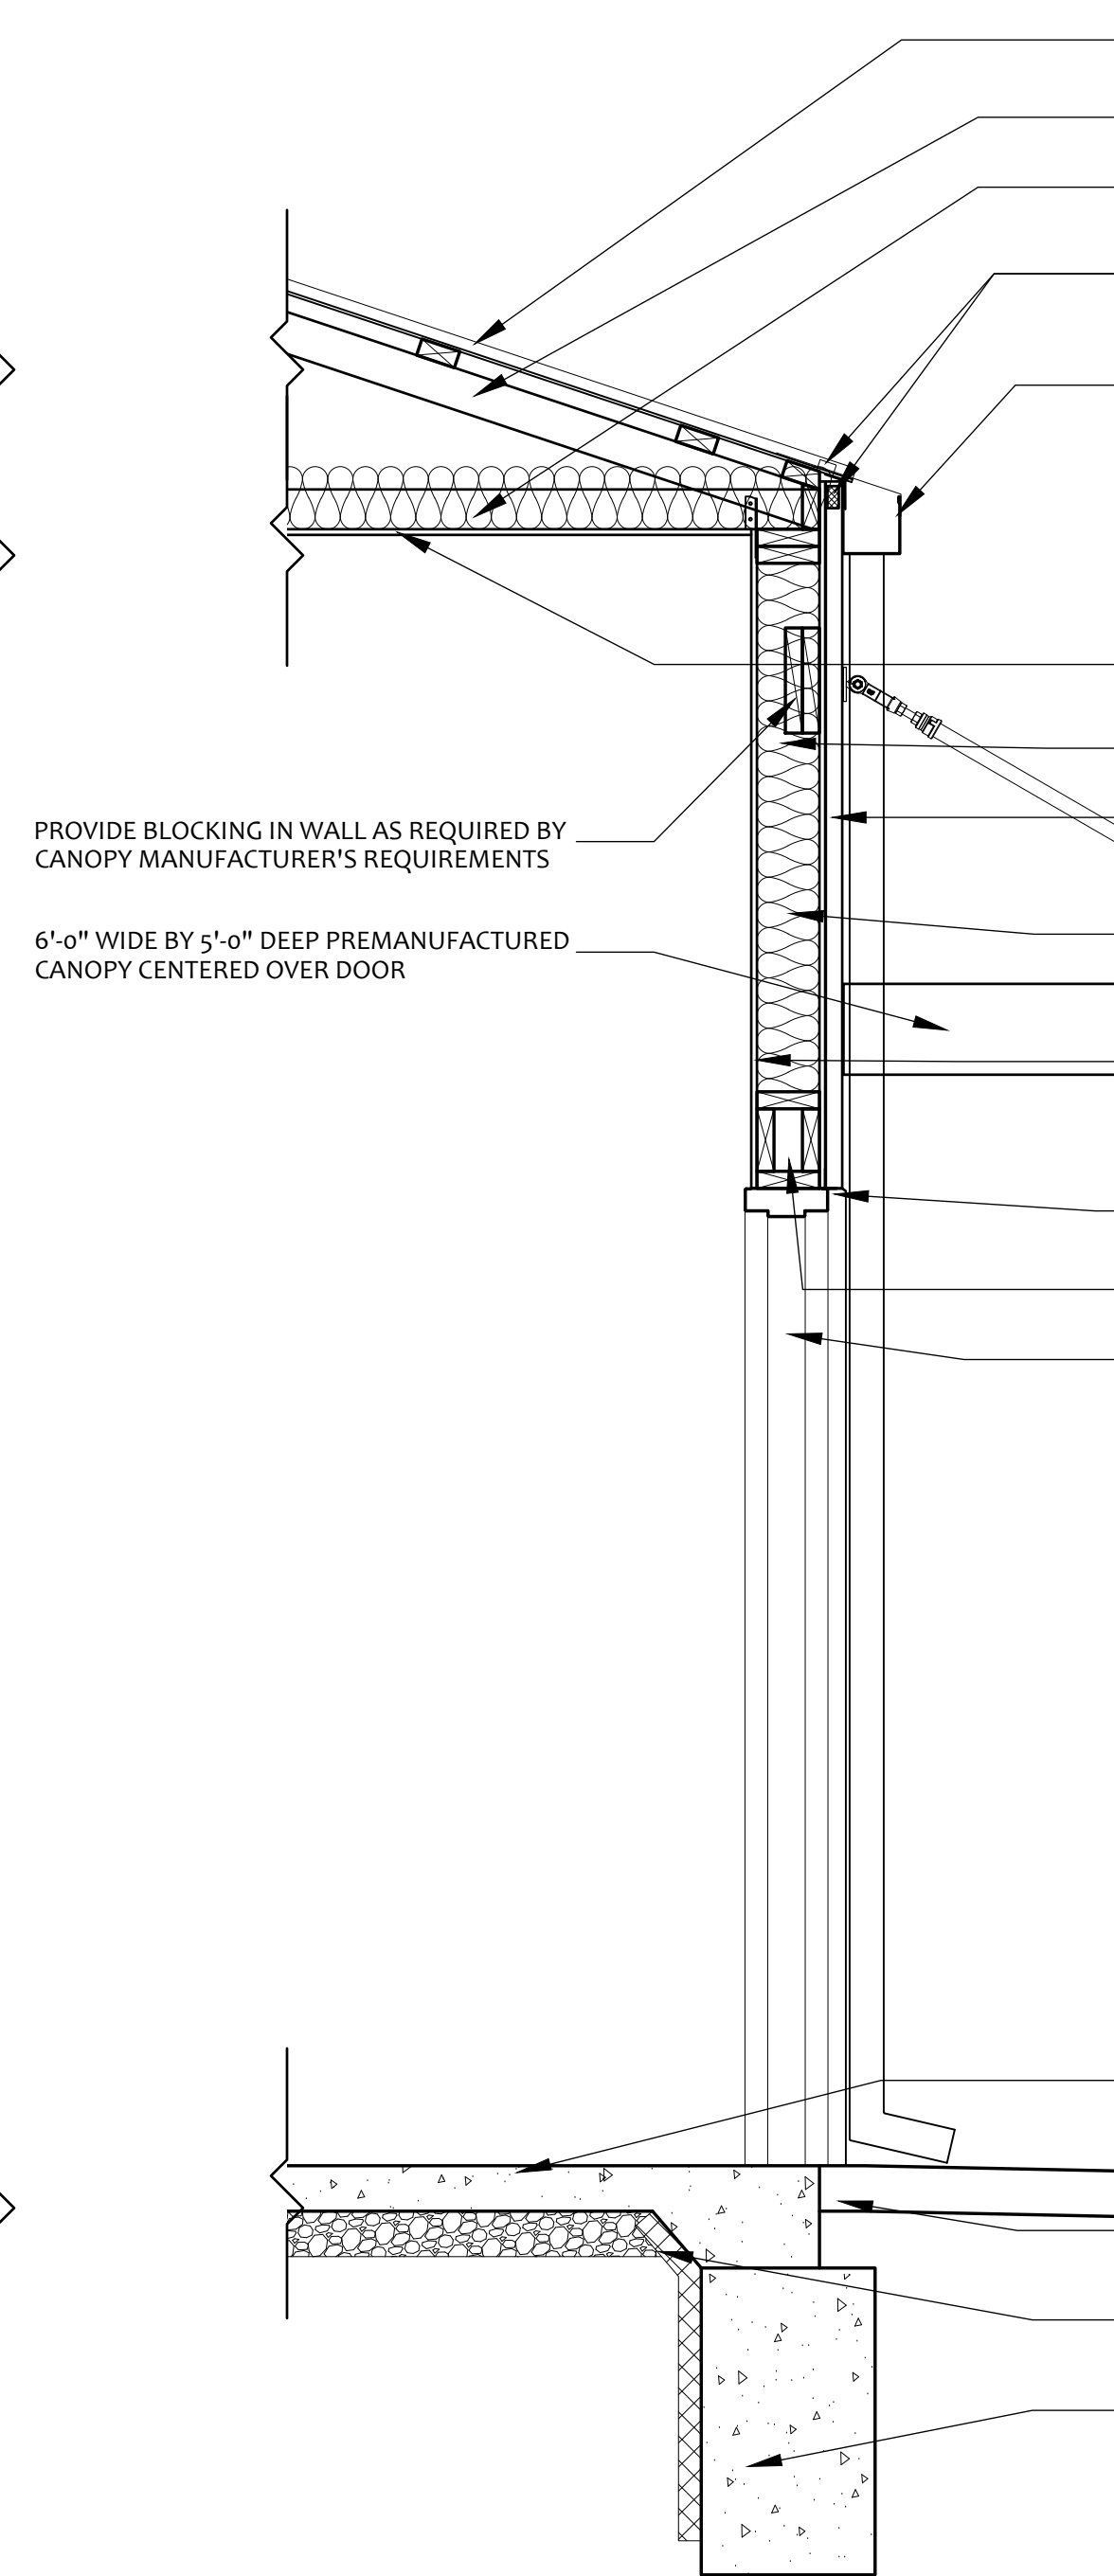 PROVIDE BLOCKING IN WALL AS REQUIRED BY
CANOPY MANUFACTURER'S REQUIREMENTS
6'-0" WIDE BY 5'-0" DEEP PREMANUFACTURED
CANOPY CENTERED OVER DOOR